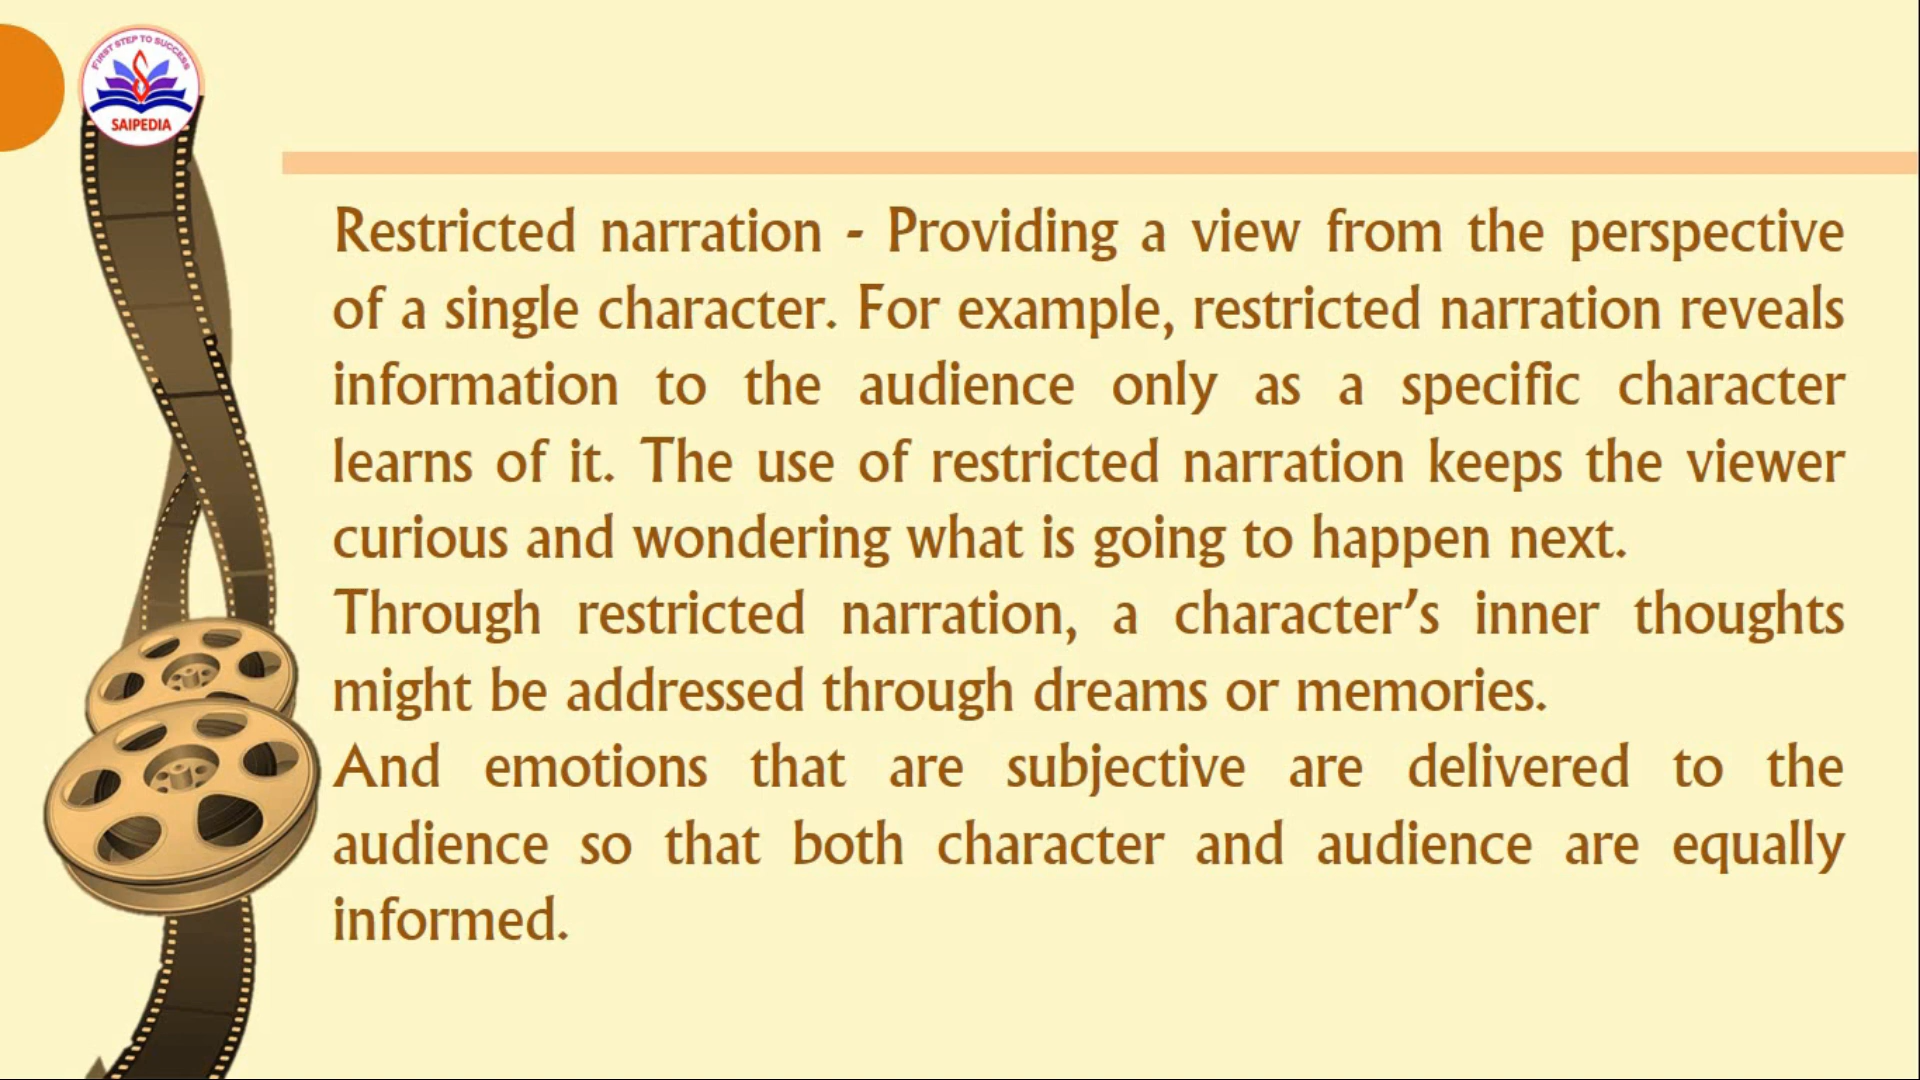 FIRST STEP TO SUCCESS
SAIPEDIA
Restricted narration - Providing a view from the perspective
of a single character. For example, restricted narration reveals
information to the audience only as a specific character
learns of it. The use of restricted narration keeps the viewer
curious and wondering what is going to happen next.
Through restricted narration, a character’s inner thoughts
might be addressed through dreams or memories.
And emotions that are subjective are delivered to the
audience so that both character and audience are equally
informed.